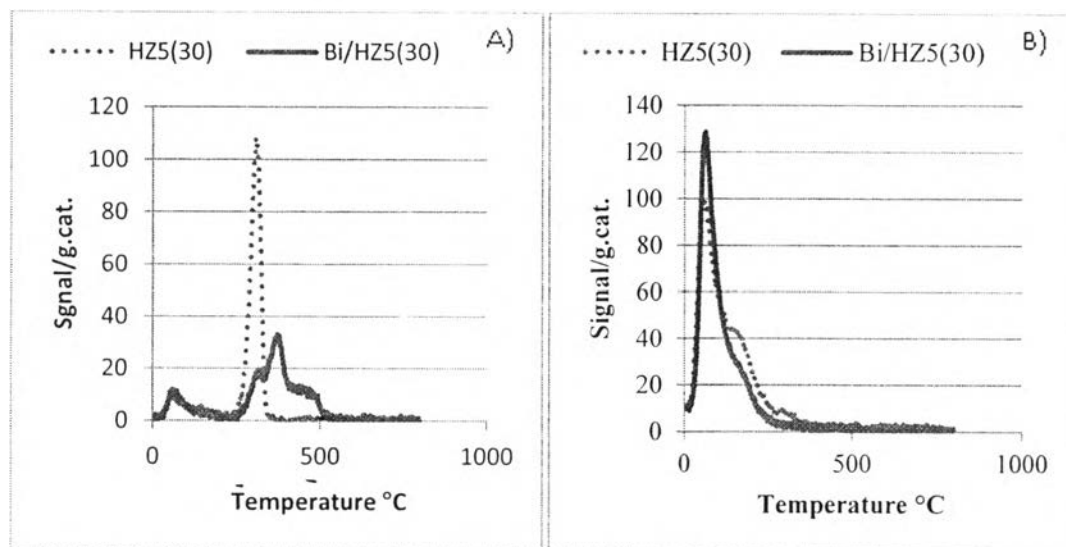 HZ5(30) Bi/HZ5(30) A)
120
100
80
60
40
20
0
Sgnal/g.cat.
0 500 1000
Temperature °C
HZ5(30) Bi/HZ5(30) B)
140
120
100
80
60
40
20
0
Signal/g.cat.
0 500 1000
Temperature °C